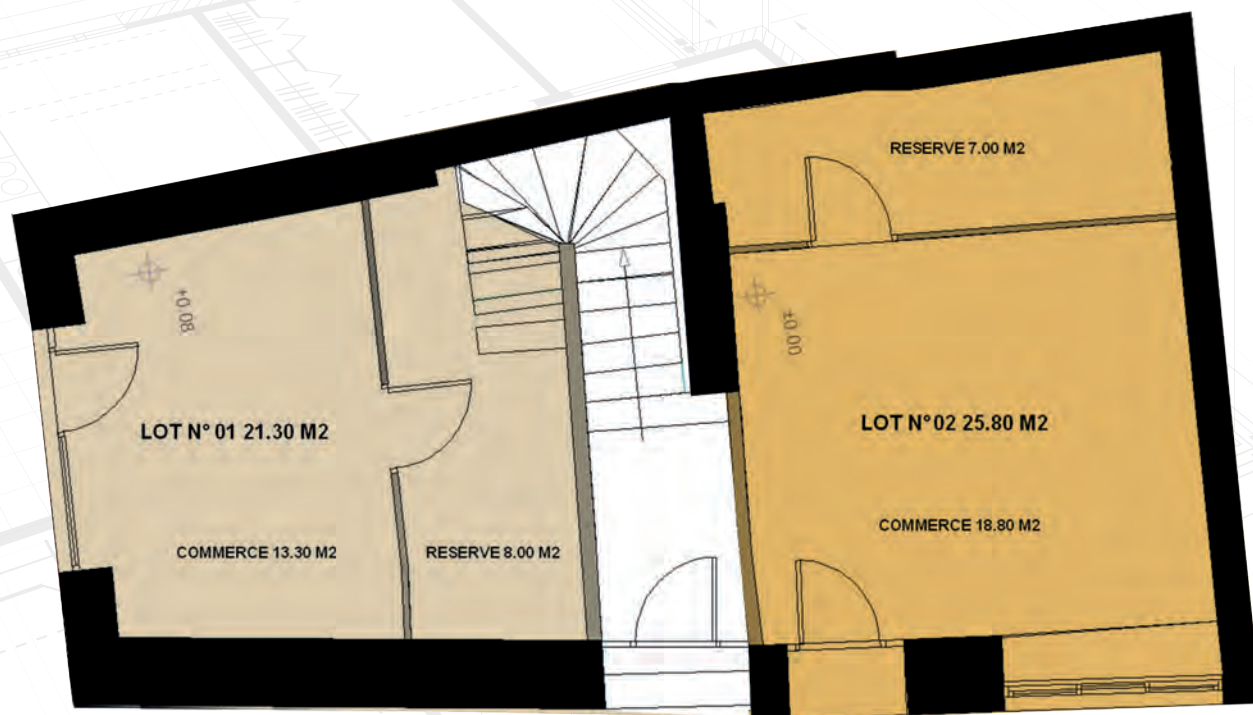 RESERVE 7.00 M2
+0.08
±0.00
LOT N° 01 21.30 M2
LOT N° 02 25.80 M2
COMMERCE 13.30 M2
RESERVE 8.00 M2
COMMERCE 18.80 M2